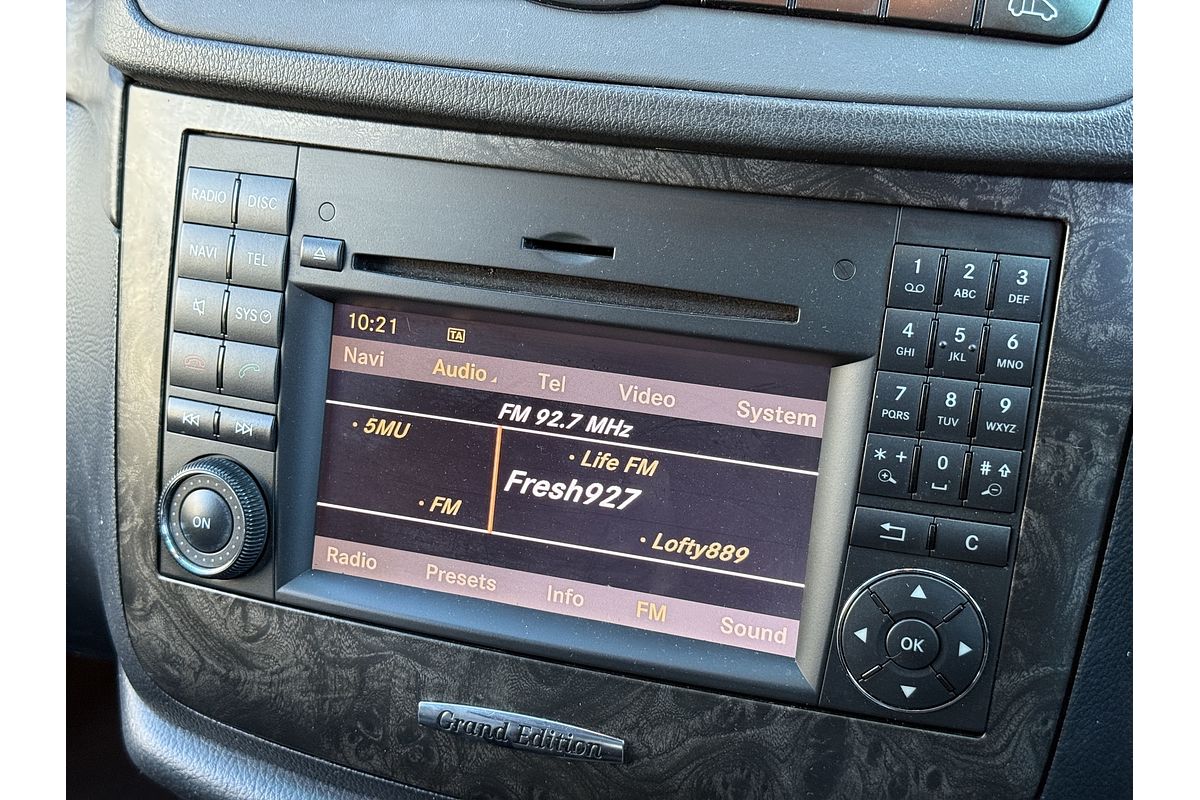 RADIO DISC
NAVI TEL
SYS
ON
10:21 TA
Navi Audio Tel Video System
FM 92.7 MHz
5MU Life FM
Fresh927
FM Lofty889
Radio Presets Info FM Sound
1 2 ABC 3 DEF
4 GHI 5 JKL 6 MNO
7 PQRS 8 TUV 9 WXYZ
* + 0 #
C
OK
Grand Edition